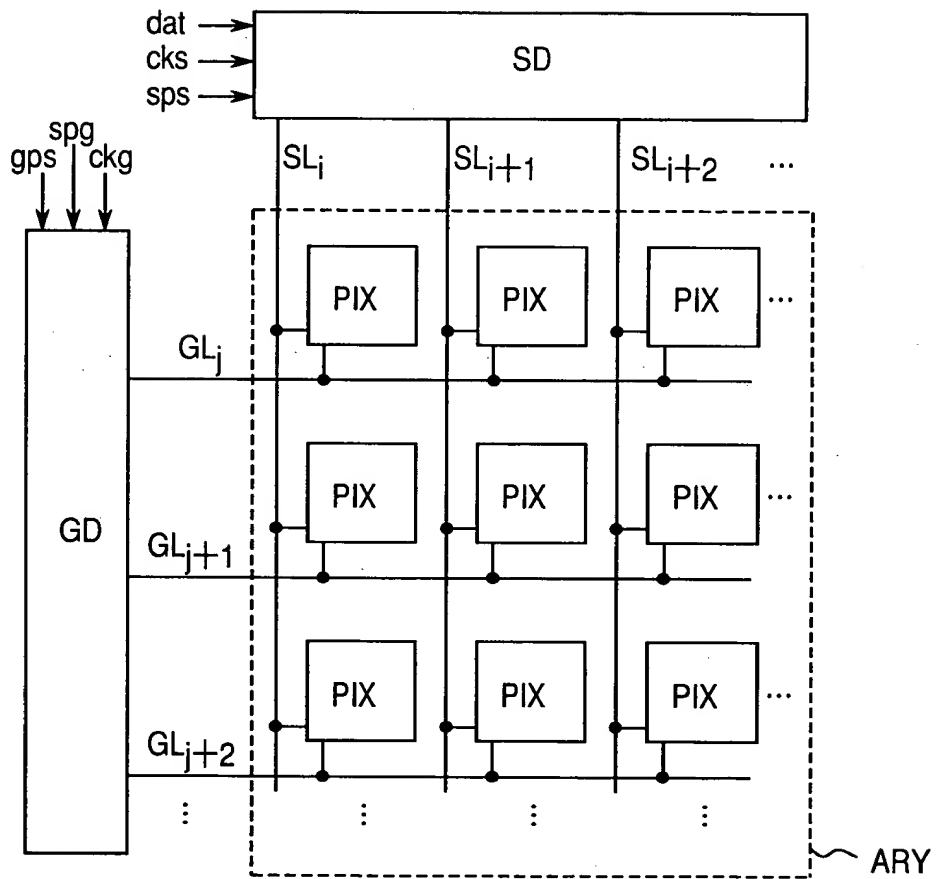 dat
cks
sps
SD
spg
gps ckg
SLi SLi+1 SLi+2 ...
PIX PIX PIX ...
GLj
PIX PIX PIX ...
GD
GLj+1
PIX PIX PIX ...
GLj+2
... ... ... ...
ARY